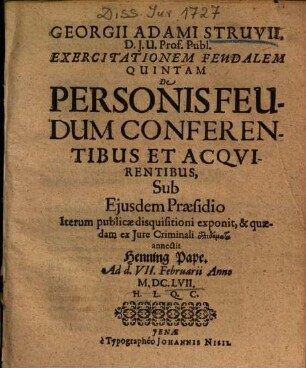 Diss. Jur 1727
GEORGII ADAMI STRUVII.
D. J. U. Prof. Publ.
EXERCITATIONEM FEUDALEM
QUINTAM
De
PERSONIS FEU-
DUM CONFEREN-
TIBUS ET ACQVI-
RENTIBUS,
Sub
Ejusdem Præsidio
Iterum publicæ disquisitioni exponit, & quæ-
dam ex Jure Criminali
annectit
Henning Pape.
Ad d. VII. Februarii Anno
M, DC. LVII,
H. L. Q. C.
JENÆ
è Typographéo JOHANNIS NISII.